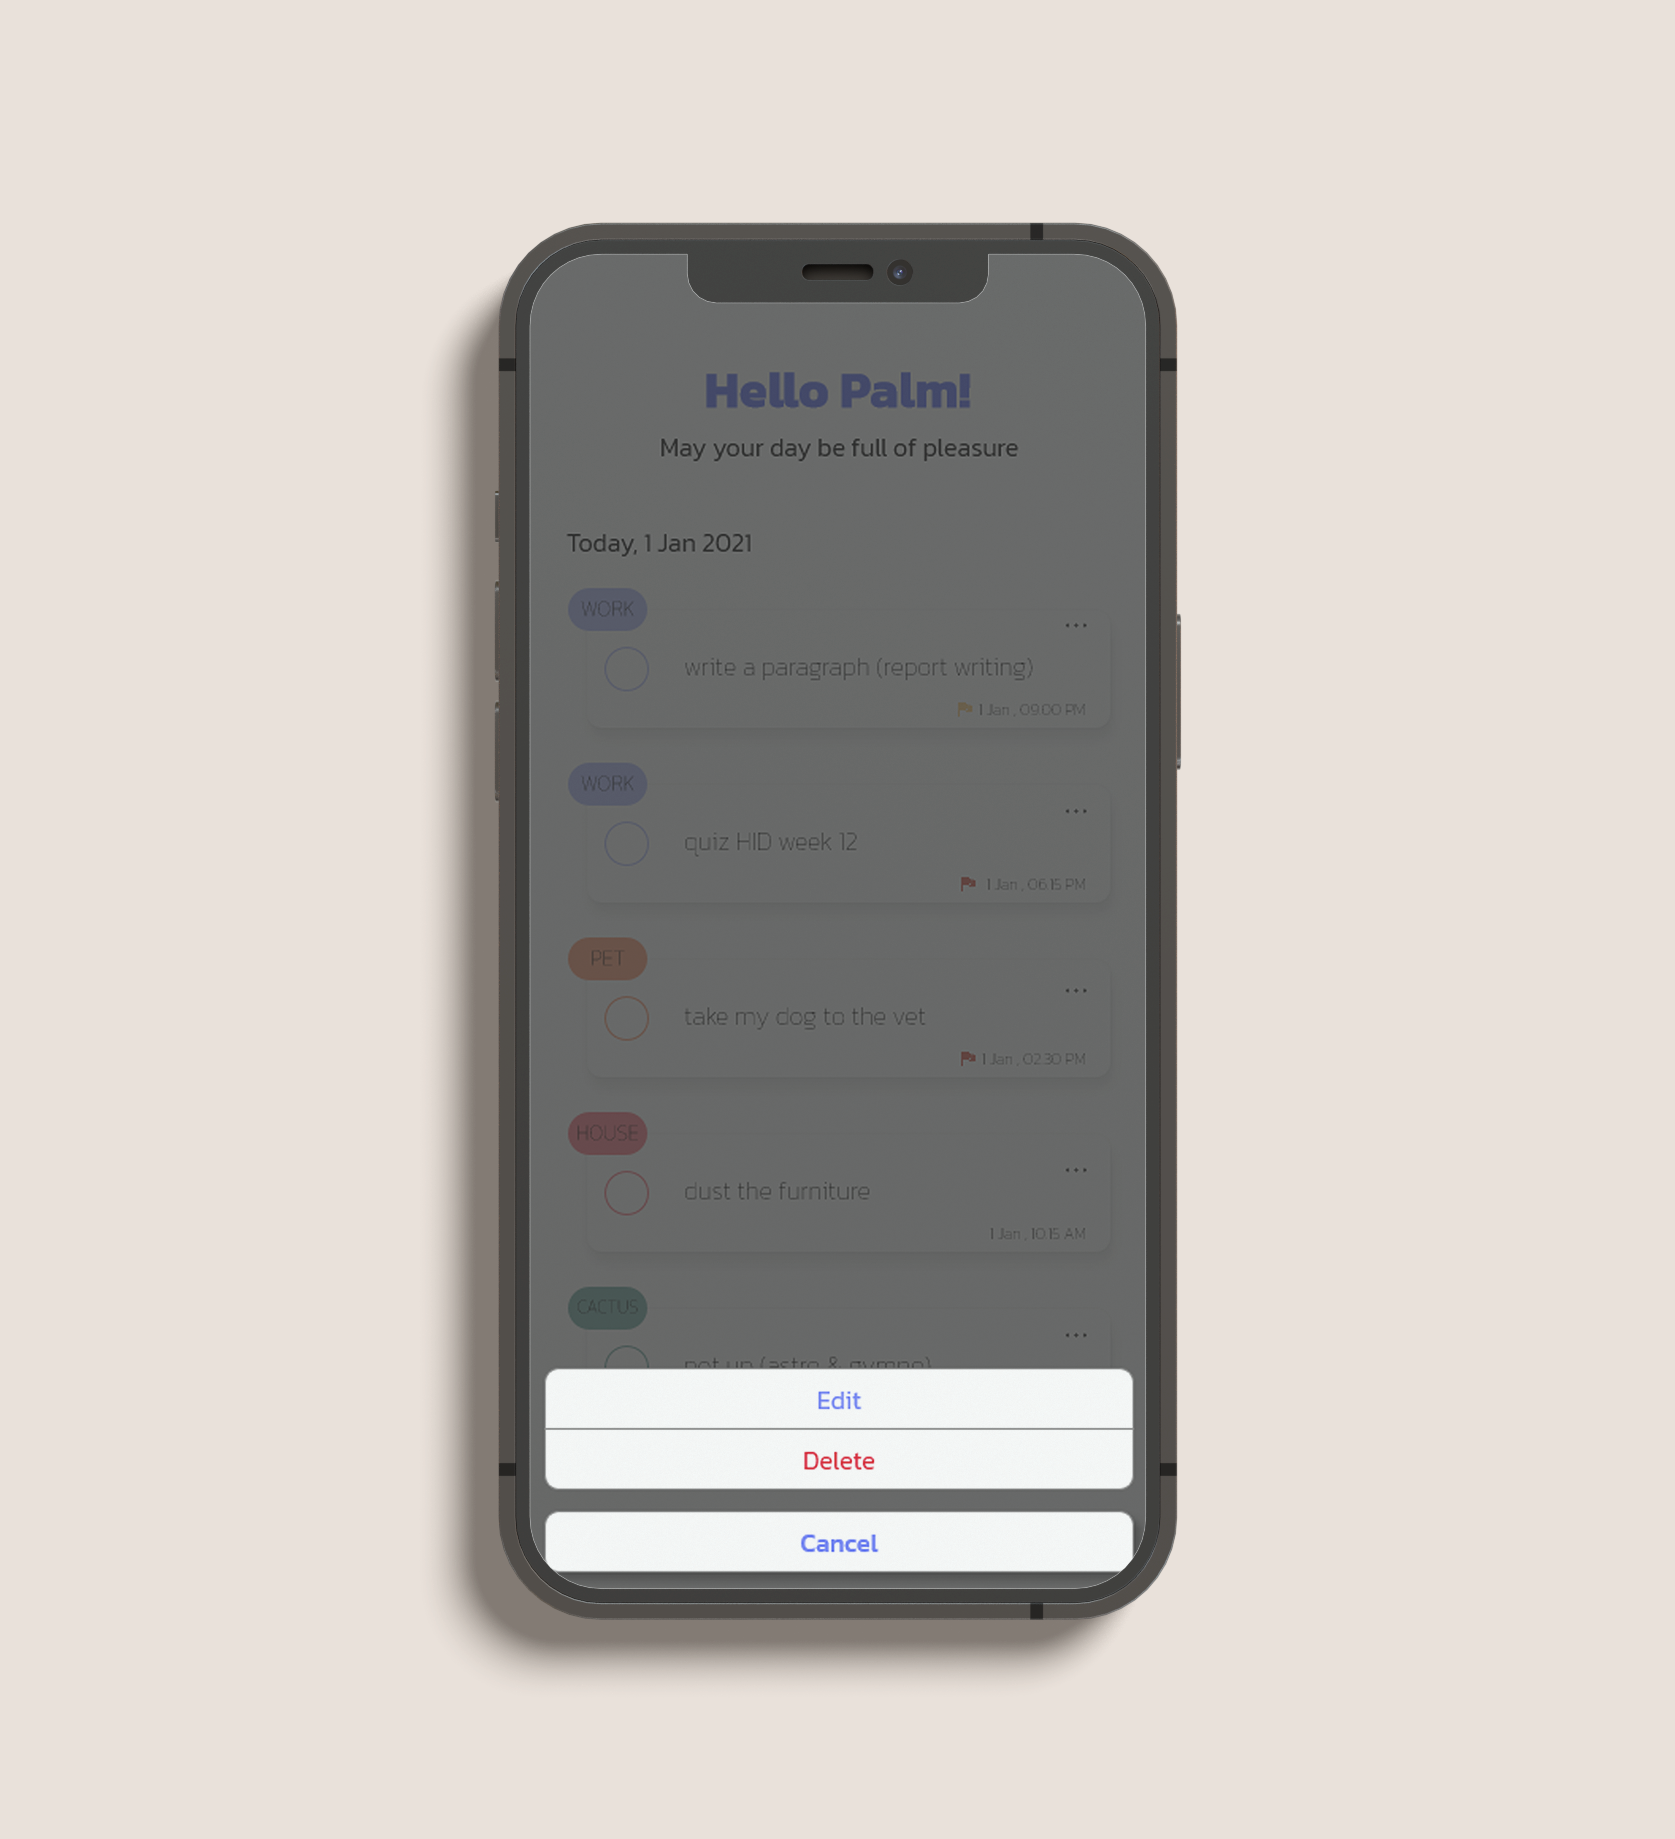 Hello Palm!
May your day be full of pleasure
Today, 1 Jan 2021
WORK
...
write a paragraph (report writing)
1 Jan , 09.00 PM
WORK
...
quiz HID week 12
1 Jan , 06.15 PM
PET
...
take my dog to the vet
1 Jan , 02.30 PM
HOUSE
...
dust the furniture
1 Jan , 10.15 AM
CACTUS
...
pot up (astro & gymno)
Edit
Delete
Cancel